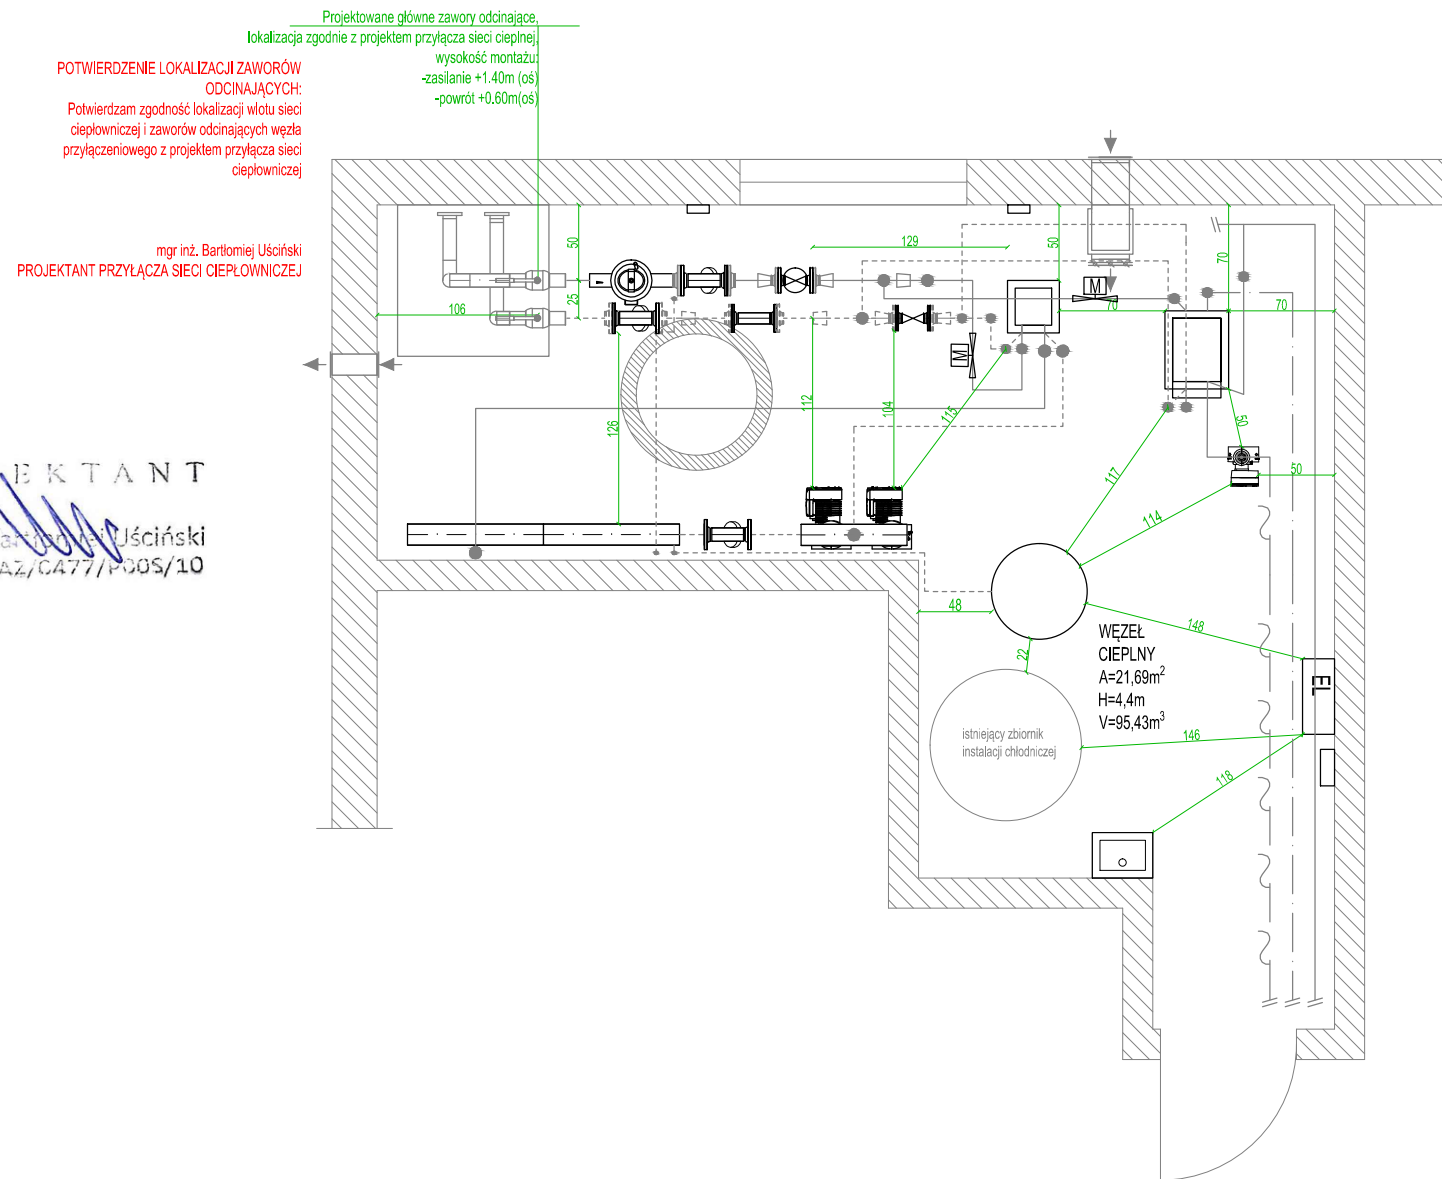 Projektowane główne zawory odcinające,
lokalizacja zgodnie z projektem przyłącza sieci cieplnej,
wysokość montażu:
-zasilanie +1.40m (oś)
-powrót +0.60m(oś)
POTWIERDZENIE LOKALIZACJI ZAWORÓW
ODCINAJĄCYCH:
Potwierdzam zgodność lokalizacji wlotu sieci
ciepłowniczej i zaworów odcinających węzła
przyłączeniowego z projektem przyłącza sieci
ciepłowniczej
mgr inż. Bartłomiej Uściński
PROJEKTANT PRZYŁĄCZA SIECI CIEPŁOWNICZEJ
EKTANT
Uściński
AZ/0477/POOS/10
50
25
106
129
50
70
70
70
M
M
126
112
104
115
117
50
114
50
48
22
148
WĘZEŁ
CIEPLNY
A=21,69m²
H=4,4m
V=95,43m³
EL
istniejący zbiornik
instalacji chłodniczej
146
118